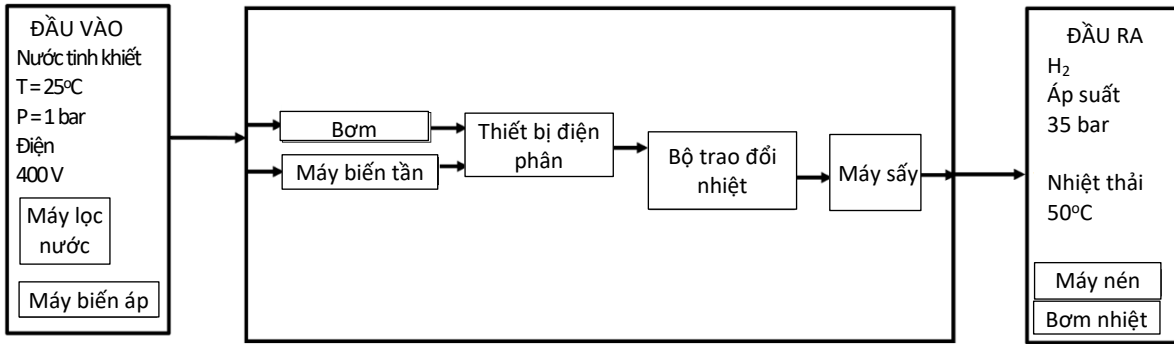 ĐẦU VÀO
Nước tinh khiết
T = 25°C
P = 1 bar
Điện
400 V
Máy lọc
nước
Máy biến áp
Bơm
Máy biến tần
Thiết bị điện
phân
Bộ trao đổi
nhiệt
Máy sấy
ĐẦU RA
H₂
Áp suất
35 bar
Nhiệt thải
50°C
Máy nén
Bơm nhiệt